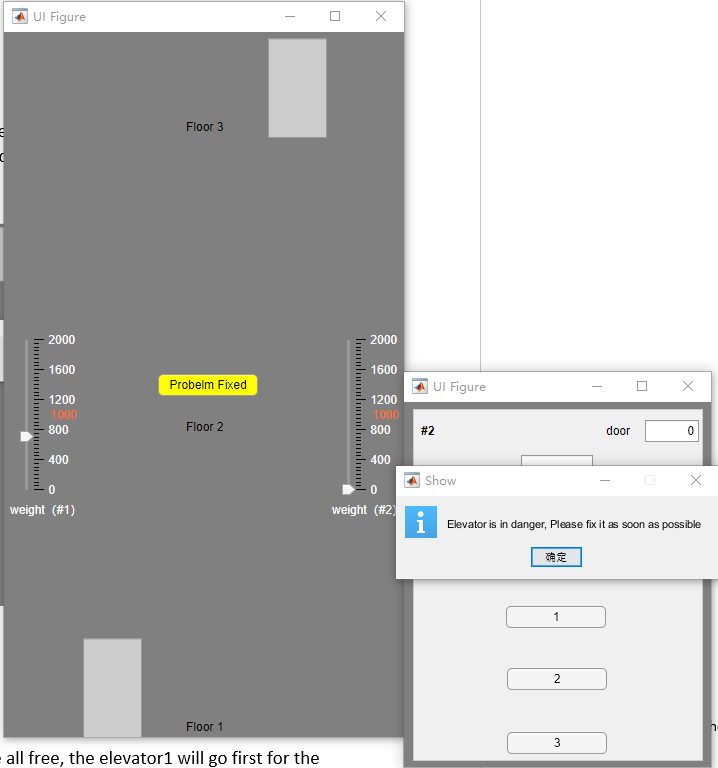 UI Figure
Floor 3
2000
1600
1200
1000
800
400
0
weight (#1)
Probelm Fixed
Floor 2
2000
1600
1200
1000
800
400
0
weight (#2)
Floor 1
UI Figure
#2
door
0
Show
Elevator is in danger, Please fix it as soon as possible
确定
1
2
3
all free, the elevator1 will go first for the